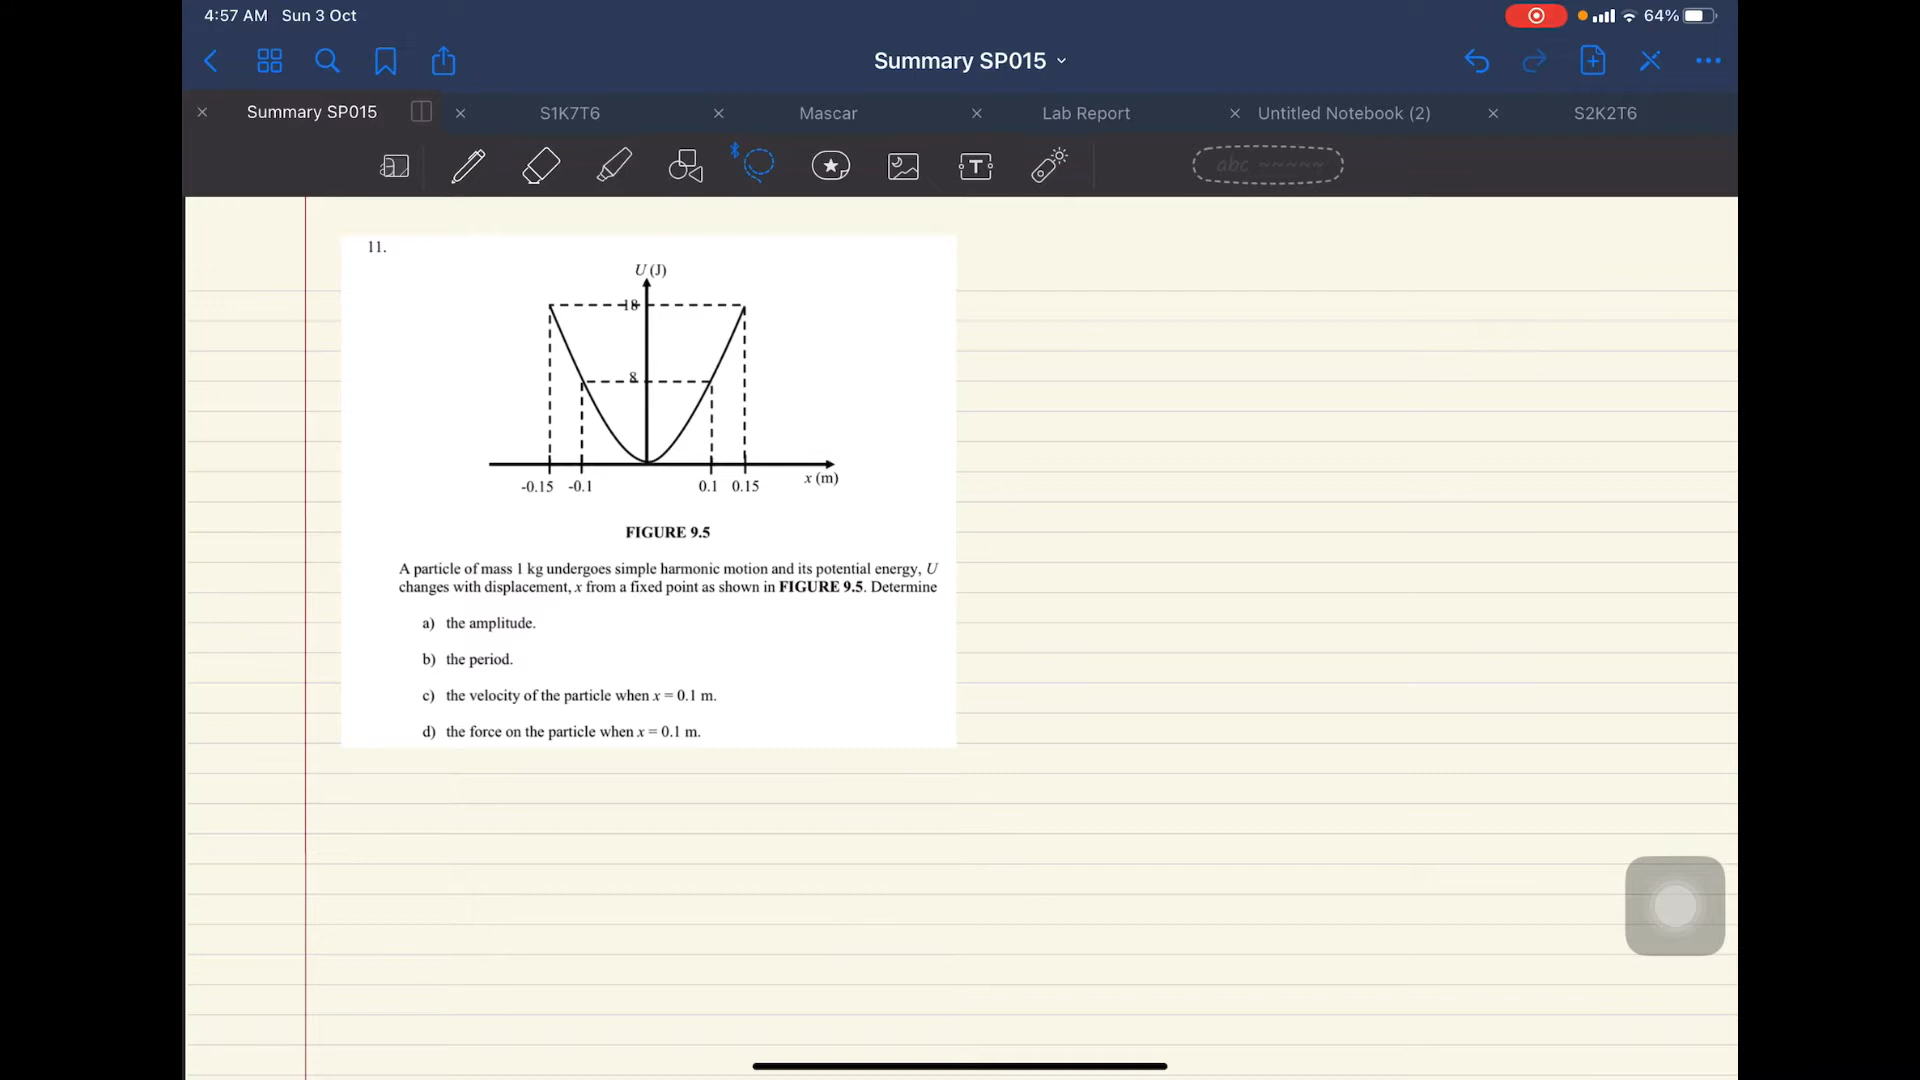 4:57 AM Sun 3 Oct
64%
Summary SP015
Summary SP015
S1K7T6
Mascar
Lab Report
Untitled Notebook (2)
S2K2T6
abc
11.
U (J)
18
8
-0.15 -0.1 0.1 0.15
x (m)
FIGURE 9.5
A particle of mass 1 kg undergoes simple harmonic motion and its potential energy, U
changes with displacement, x from a fixed point as shown in FIGURE 9.5. Determine
a) the amplitude.
b) the period.
c) the velocity of the particle when x = 0.1 m.
d) the force on the particle when x = 0.1 m.